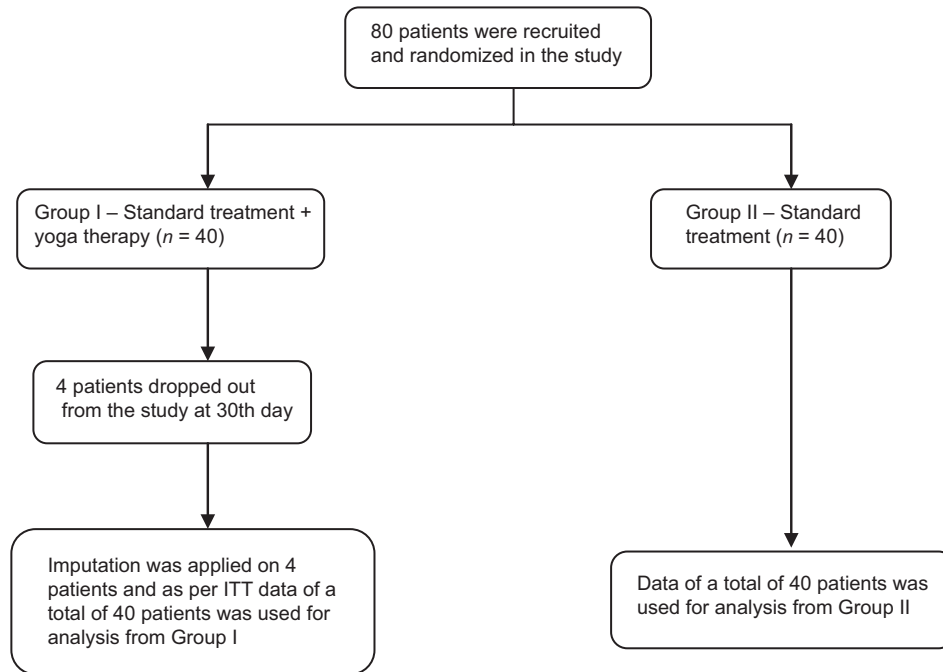 80 patients were recruited
and randomized in the study
Group I – Standard treatment +
yoga therapy (n = 40)
Group II – Standard
treatment (n = 40)
4 patients dropped out
from the study at 30th day
Imputation was applied on 4
patients and as per ITT data of a
total of 40 patients was used for
analysis from Group I
Data of a total of 40 patients was
used for analysis from Group II